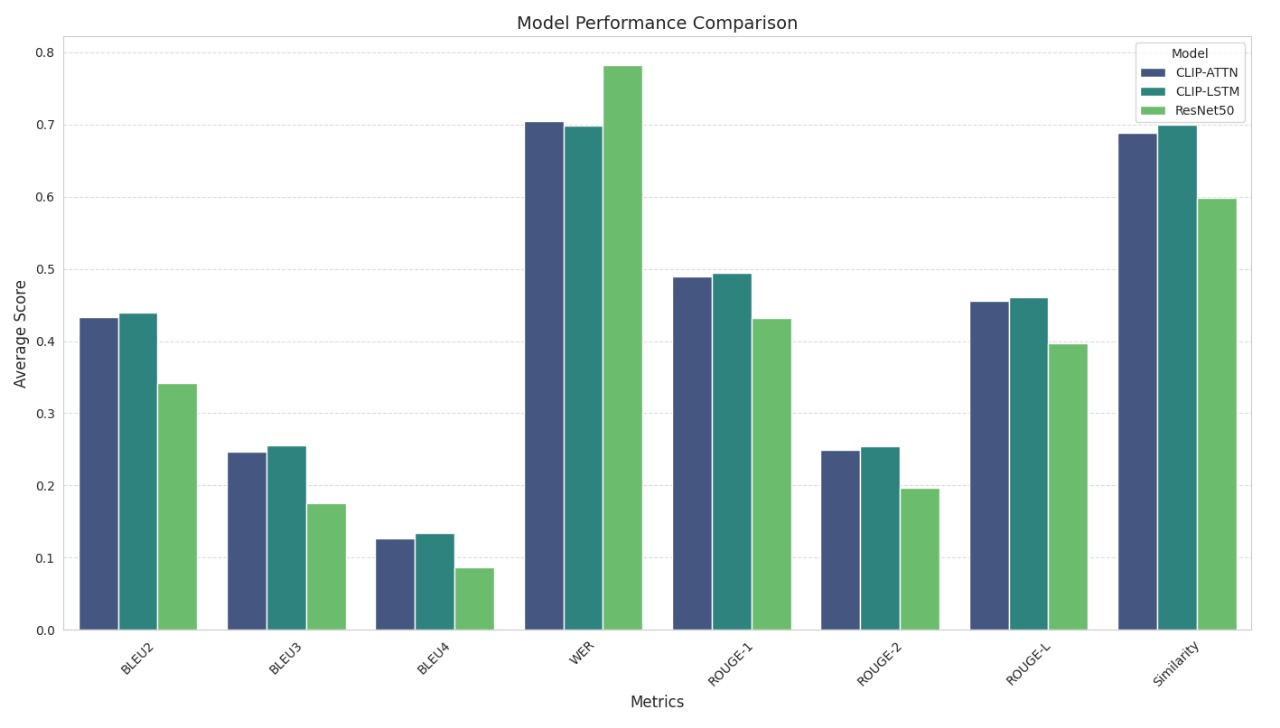 Model Performance Comparison
Model
CLIP-ATTN
CLIP-LSTM
ResNet50
Average Score
0.8
0.7
0.6
0.5
0.4
0.3
0.2
0.1
0.0
BLEU2
BLEU3
BLEU4
WER
ROUGE-1
ROUGE-2
ROUGE-L
Similarity
Metrics